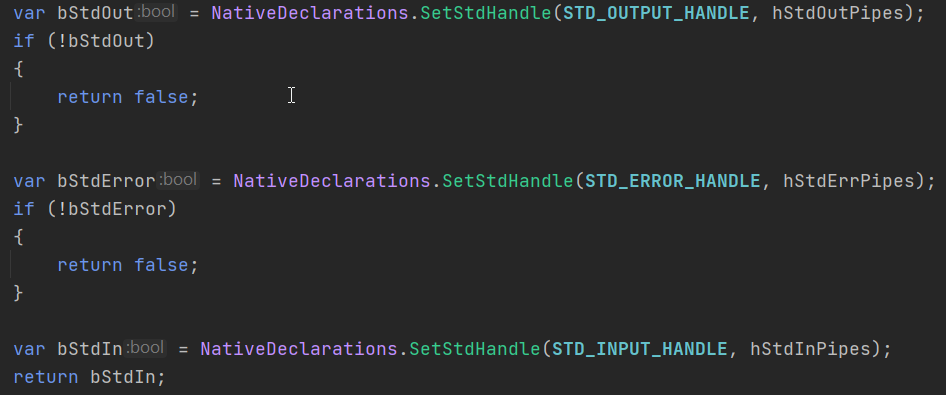 var bStdOut :bool = NativeDeclarations.SetStdHandle(STD_OUTPUT_HANDLE, hStdOutPipes);
if (!bStdOut)
{
    return false;
}

var bStdError :bool = NativeDeclarations.SetStdHandle(STD_ERROR_HANDLE, hStdErrPipes);
if (!bStdError)
{
    return false;
}

var bStdIn :bool = NativeDeclarations.SetStdHandle(STD_INPUT_HANDLE, hStdInPipes);
return bStdIn;